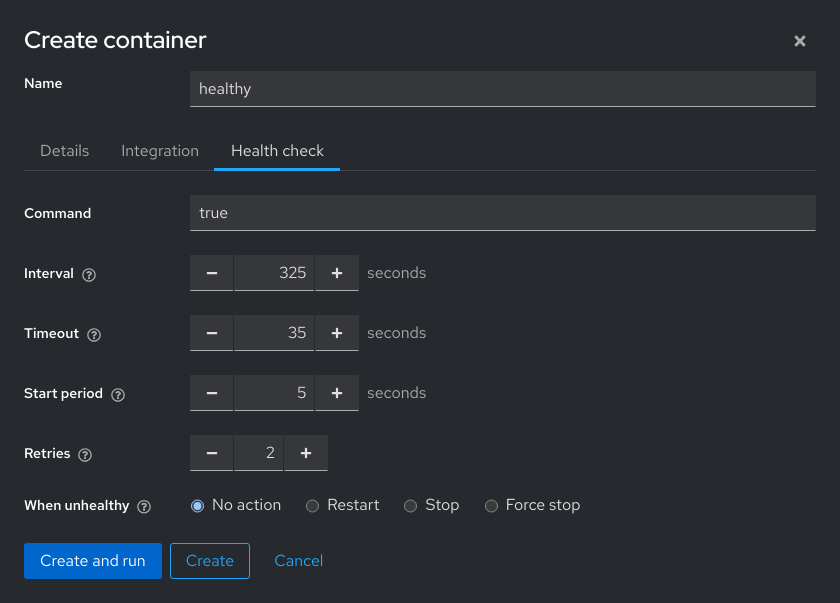 Create container
Name healthy
Details Integration Health check
Command true
Interval 325 seconds
Timeout 35 seconds
Start period 5 seconds
Retries 2
When unhealthy No action Restart Stop Force stop
Create and run Create Cancel